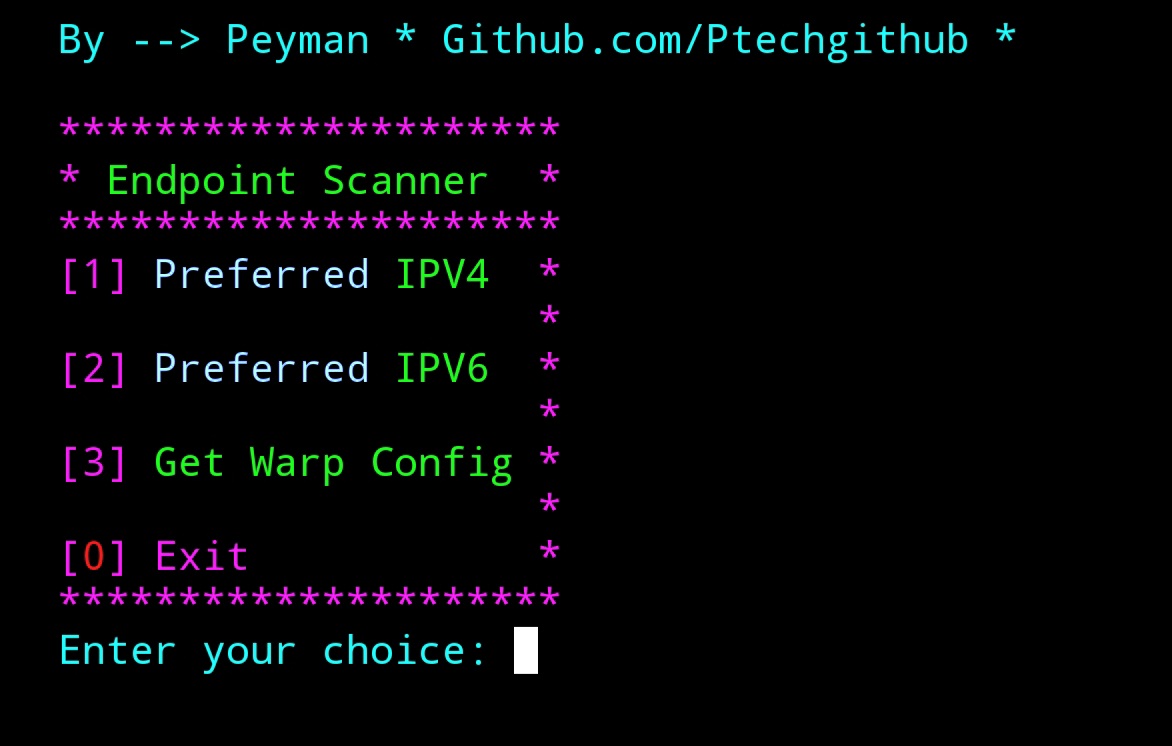 By --> Peyman * Github.com/Ptechgithub *
*********************
* Endpoint Scanner  *
*********************
[1] Preferred IPV4  *
*
[2] Preferred IPV6  *
*
[3] Get Warp Config *
*
[0] Exit            *
*********************
Enter your choice: